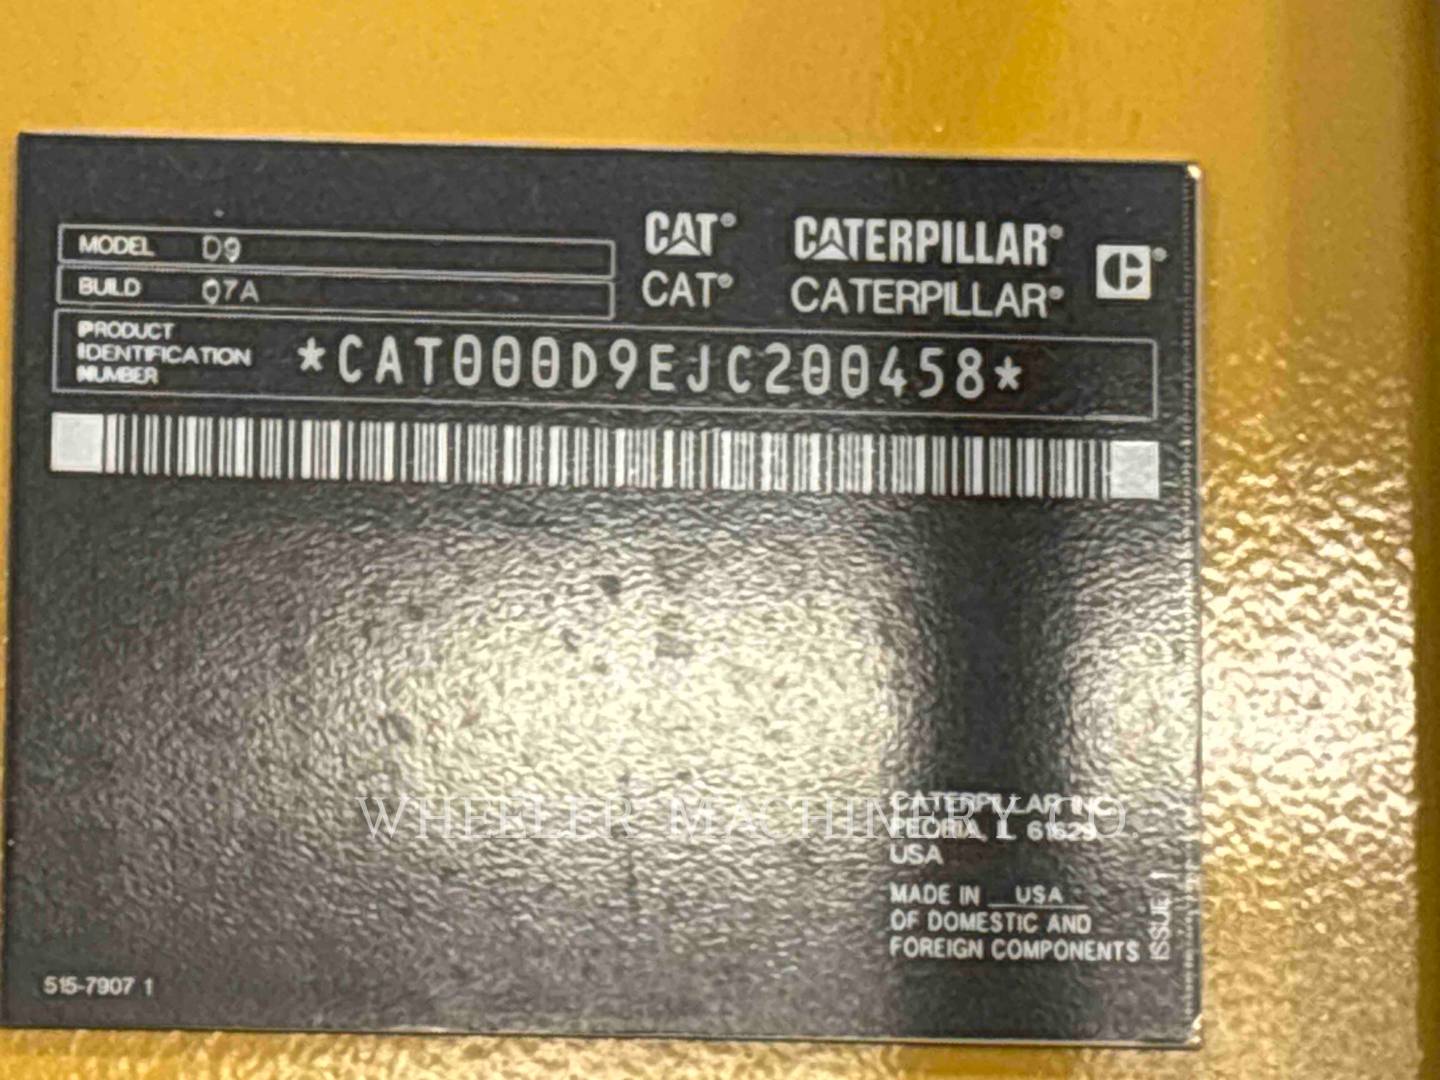 MODEL D9
BUILD 07A
CAT® CATERPILLAR®
CAT® CATERPILLAR®
PRODUCT
IDENTIFICATION
NUMBER
*CAT000D9EJC200458*
WHEELER MACHINERY CO.
CATERPILLAR INC.
PEORIA, IL 61629
USA
MADE IN USA
OF DOMESTIC AND
FOREIGN COMPONENTS
ISSUE 1
515-7907 1